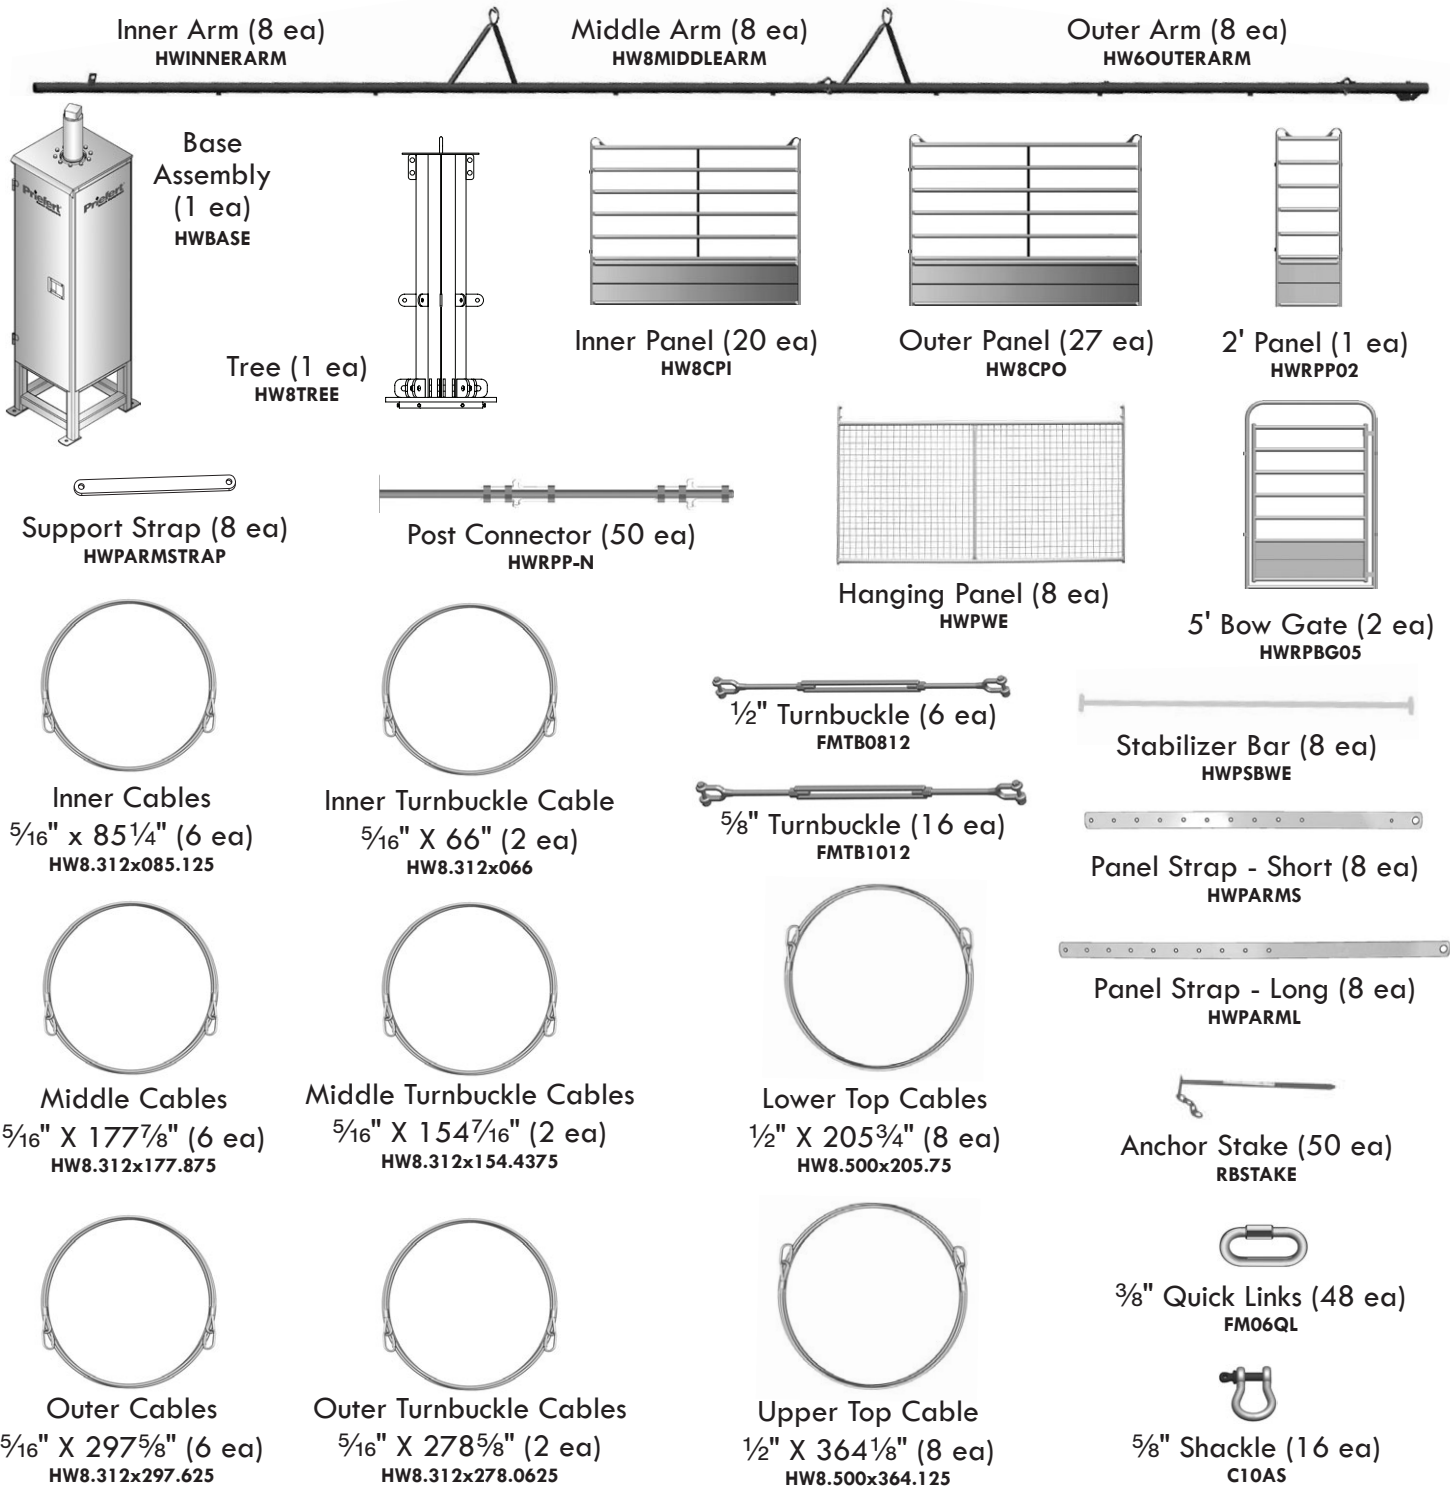 Inner Arm (8 ea)
HWINNERARM
Middle Arm (8 ea)
HW8MIDDLEARM
Outer Arm (8 ea)
HW6OUTERARM
Priefert
Priefert
Base
Assembly
(1 ea)
HWBASE
Tree (1 ea)
HW8TREE
Inner Panel (20 ea)
HW8CPI
Outer Panel (27 ea)
HW8CPO
2' Panel (1 ea)
HWRPP02
Support Strap (8 ea)
HWPARMSTRAP
Post Connector (50 ea)
HWRPP-N
Hanging Panel (8 ea)
HWPWE
5' Bow Gate (2 ea)
HWRPBG05
Inner Cables
5⁄16" x 85¼" (6 ea)
HW8.312x085.125
Inner Turnbuckle Cable
5⁄16" X 66" (2 ea)
HW8.312x066
½" Turnbuckle (6 ea)
FMTB0812
⅝" Turnbuckle (16 ea)
FMTB1012
Stabilizer Bar (8 ea)
HWPSBWE
Panel Strap - Short (8 ea)
HWPARMS
Panel Strap - Long (8 ea)
HWPARML
Middle Cables
5⁄16" X 177⅞" (6 ea)
HW8.312x177.875
Middle Turnbuckle Cables
5⁄16" X 154 7⁄16" (2 ea)
HW8.312x154.4375
Lower Top Cables
½" X 205¾" (8 ea)
HW8.500x205.75
Anchor Stake (50 ea)
RBSTAKE
⅜" Quick Links (48 ea)
FM06QL
Outer Cables
5⁄16" X 297⅝" (6 ea)
HW8.312x297.625
Outer Turnbuckle Cables
5⁄16" X 278⅝" (2 ea)
HW8.312x278.0625
Upper Top Cable
½" X 364⅛" (8 ea)
HW8.500x364.125
⅝" Shackle (16 ea)
C10AS